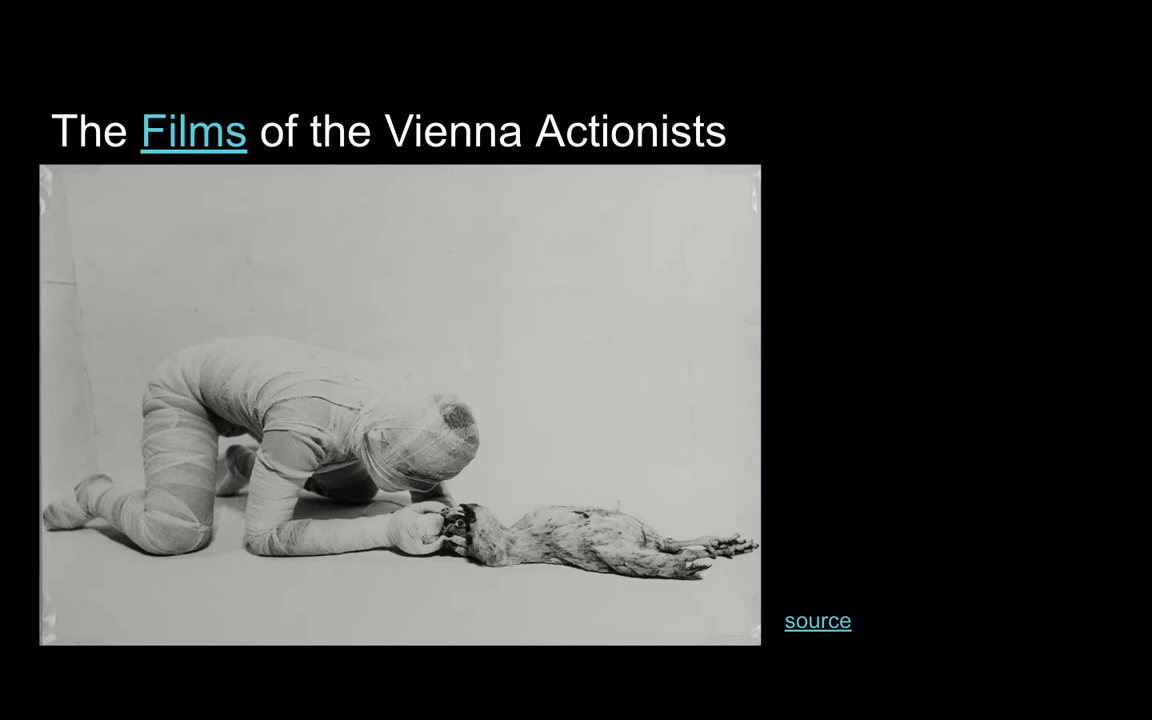 The Films of the Vienna Actionists
source